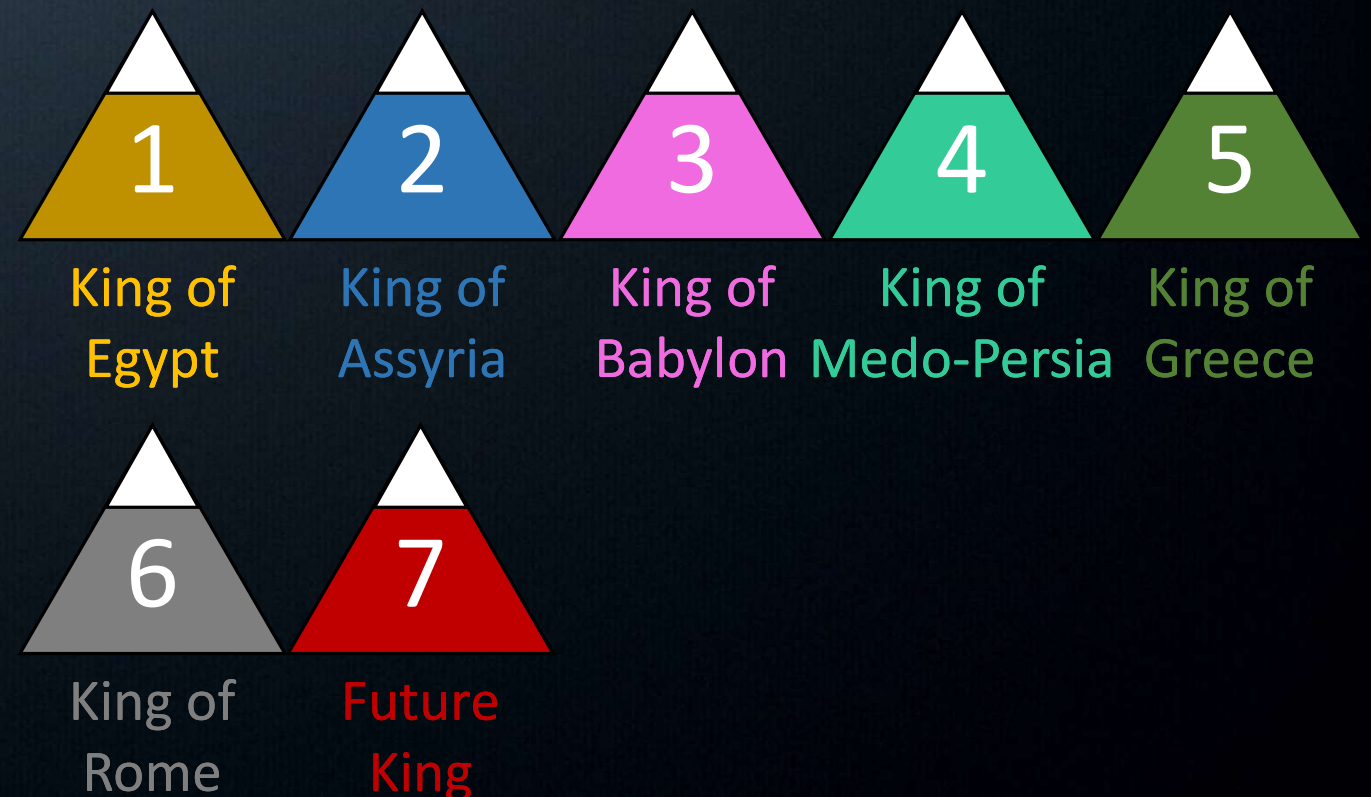 1 2 3 4 5
King of King of King of King of King of
Egypt Assyria Babylon Medo-Persia Greece
6 7
King of Future
Rome King